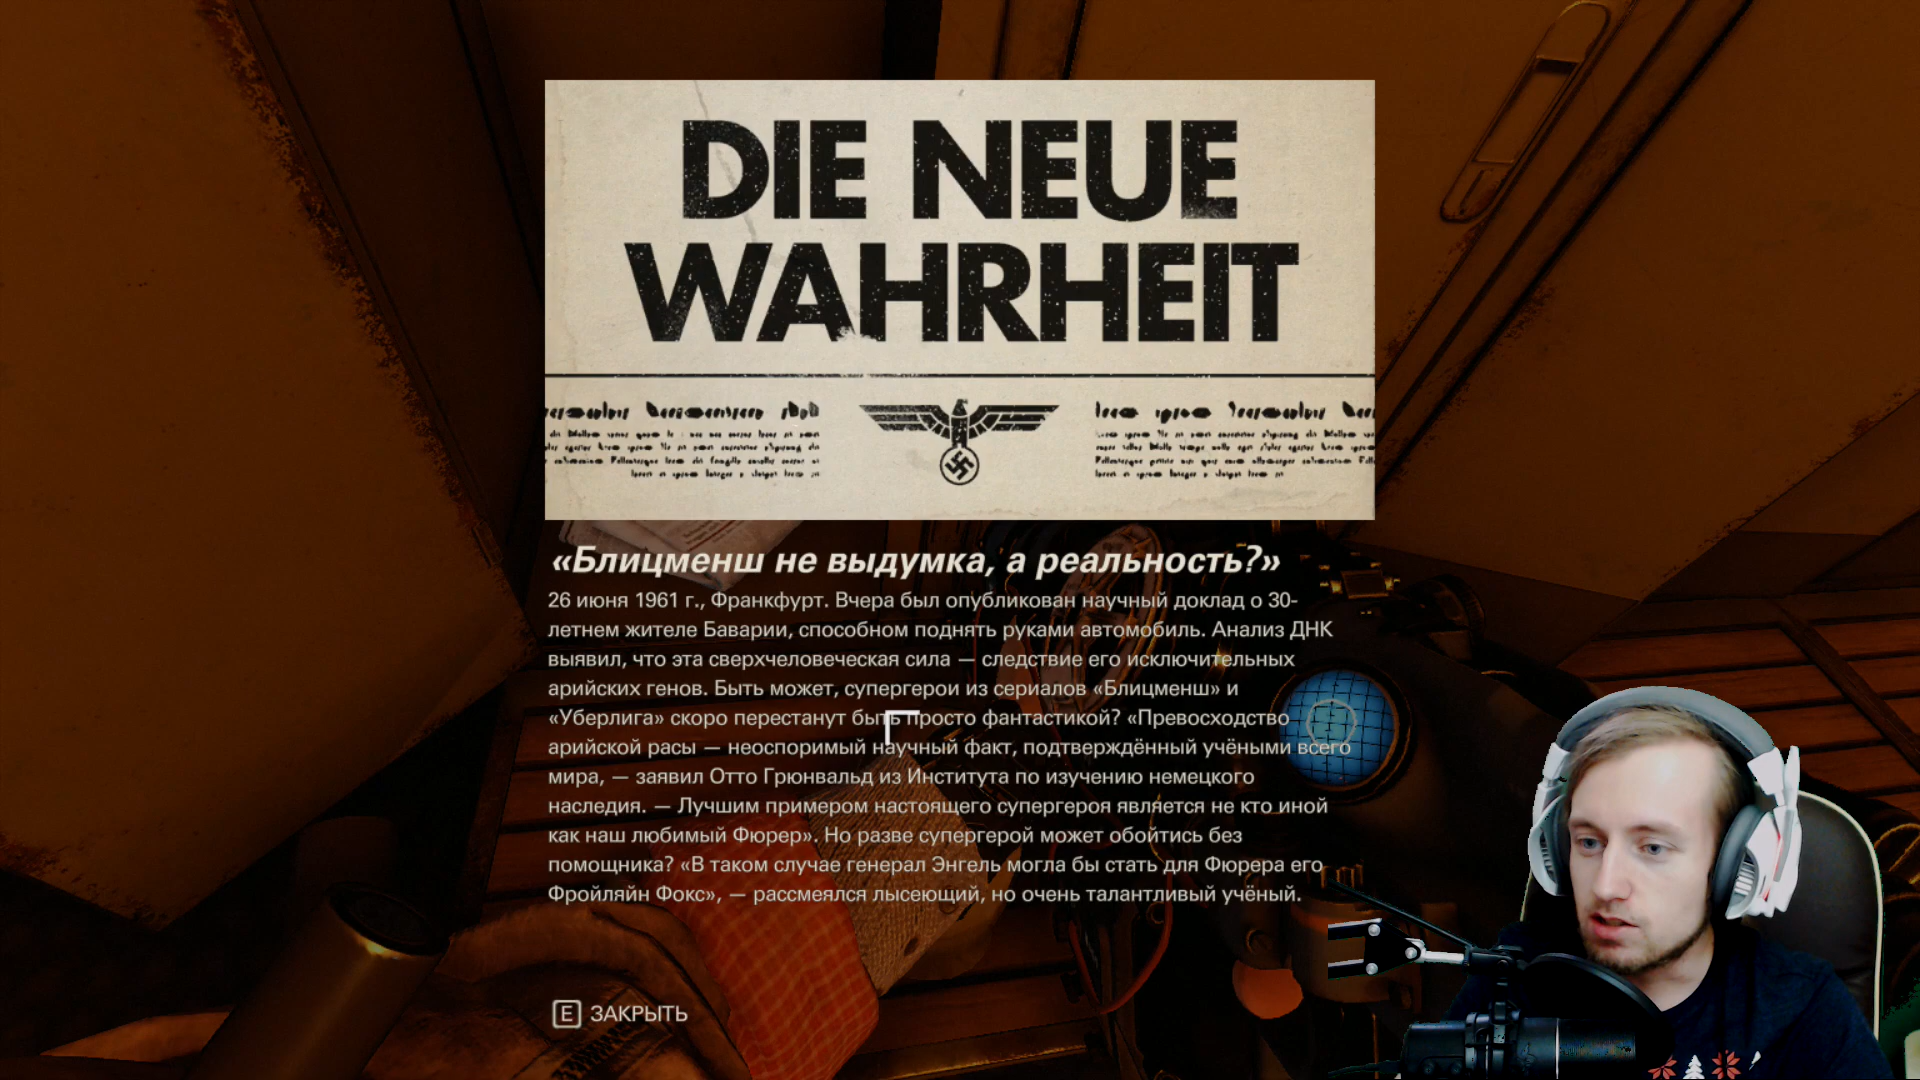 DIE NEUE
WAHRHEIT
«Блицменш не выдумка, а реальность?»
26 июня 1961 г., Франкфурт. Вчера был опубликован научный доклад о 30-
летнем жителе Баварии, способном поднять руками автомобиль. Анализ ДНК
выявил, что эта сверхчеловеческая сила — следствие его исключительных
арийских генов. Быть может, супергерои из сериалов «Блицменш» и
«Уберлига» скоро перестанут быть просто фантастикой? «Превосходство
арийской расы — неоспоримый научный факт, подтверждённый учёными всего
мира, — заявил Отто Грюнвальд из Института по изучению немецкого
наследия. — Лучшим примером настоящего супергероя является не кто иной
как наш любимый Фюрер». Но разве супергерой может обойтись без
помощника? «В таком случае генерал Энгель могла бы стать для Фюрера его
Фройляйн Фокс», — рассмеялся лысеющий, но очень талантливый учёный.
E ЗАКРЫТЬ